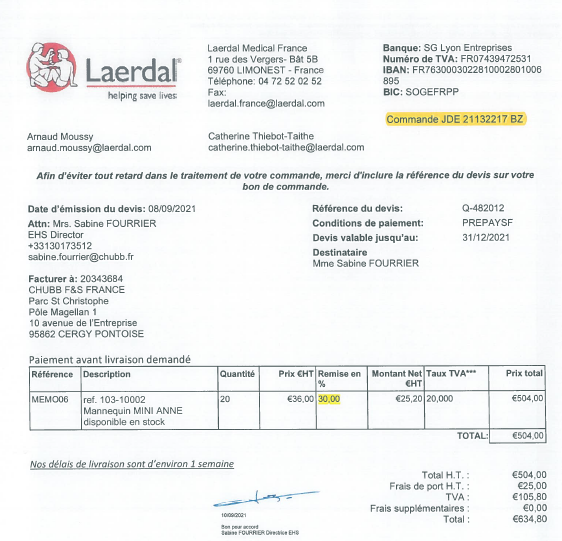 Laerdal
helping save lives
Laerdal Medical France
1 rue des Vergers- Bât 5B
69760 LIMONEST - France
Téléphone: 04 72 52 02 52
Fax:
laerdal.france@laerdal.com
Banque: SG Lyon Entreprises
Numéro de TVA: FR07439472531
IBAN: FR7630003022810002801006
895
BIC: SOGEFRPP
Commande JDE 21132217 BZ
Arnaud Moussy
arnaud.moussy@laerdal.com
Catherine Thiebot-Taithe
catherine.thiebot-taithe@laerdal.com
Afin d'éviter tout retard dans le traitement de votre commande, merci d'inclure la référence du devis sur votre
bon de commande.
Date d'émission du devis: 08/09/2021
Attn: Mrs. Sabine FOURRIER
EHS Director
+33130173512
sabine.fourrier@chubb.fr
Référence du devis: Q-482012
Conditions de paiement: PREPAYSF
Devis valable jusqu'au: 31/12/2021
Destinataire
Mme Sabine FOURRIER
Facturer à: 20343684
CHUBB F&S FRANCE
Parc St Christophe
Pôle Magellan 1
10 avenue de l'Entreprise
95862 CERGY PONTOISE
Paiement avant livraison demandé
Référence Description Quantité Prix €HT Remise en % Montant Net €HT Taux TVA*** Prix total
MEMO06 ref. 103-10002 20 €36,00 30,00 €25,20 20,000 €504,00
Mannequin MINI ANNE
disponible en stock
TOTAL: €504,00
Nos délais de livraison sont d'environ 1 semaine
Total H.T. : €504,00
Frais de port H.T. : €25,00
TVA : €105,80
Frais supplémentaires : €0,00
Total : €634,80
10/09/2021
Bon pour accord
Sabine FOURRIER Directrice EHS